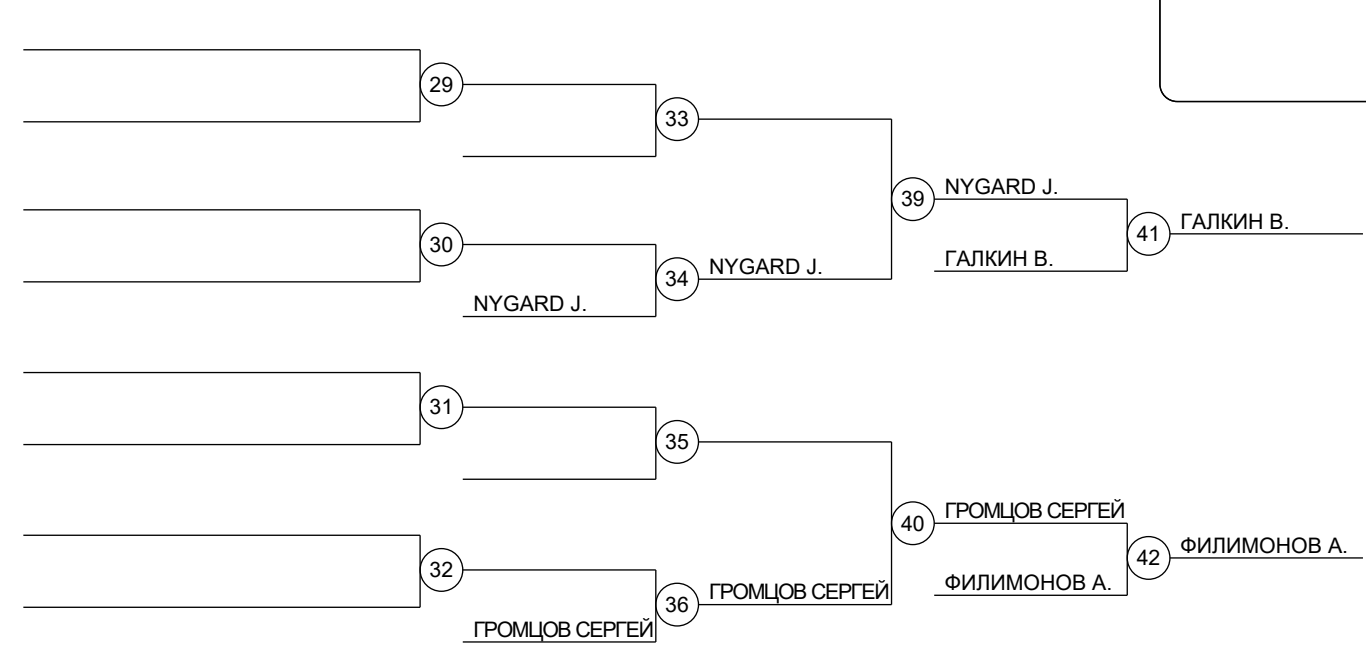 29
33
39
NYGARD J.
41
ГАЛКИН В.
ГАЛКИН В.
30
34
NYGARD J.
NYGARD J.
31
35
40
ГРОМЦОВ СЕРГЕЙ
42
ФИЛИМОНОВ А.
ФИЛИМОНОВ А.
32
36
ГРОМЦОВ СЕРГЕЙ
ГРОМЦОВ СЕРГЕЙ